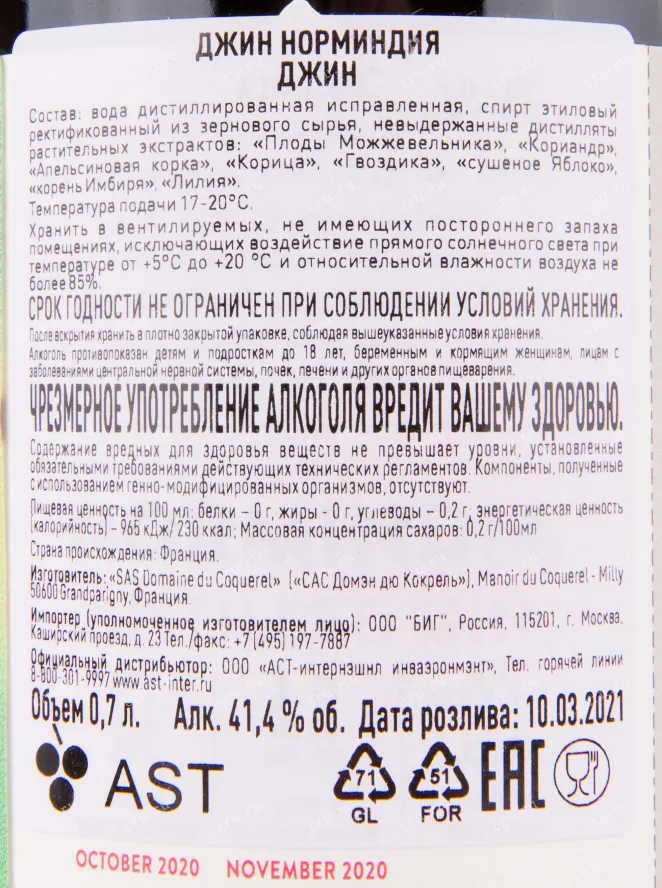 ДЖИН НОРМИНДИЯ
ДЖИН
Состав: вода дистиллированная исправленная, спирт этиловый
ректификованный из зернового сырья, невыдержанные дистилляты
растительных экстрактов: «Плоды Можжевельника», «Кориандр»,
«Апельсиновая корка», «Корица», «Гвоздика», «сушеное Яблоко»,
«корень Имбиря», «Лилия».
Температура подачи 17-20°С.
Хранить в вентилируемых, не имеющих постороннего запаха
помещениях, исключающих воздействие прямого солнечного света при
температуре от +5°С до +20 °С и относительной влажности воздуха не
более 85%.
СРОК ГОДНОСТИ НЕ ОГРАНИЧЕН ПРИ СОБЛЮДЕНИИ УСЛОВИЙ ХРАНЕНИЯ.
После вскрытия хранить в плотно закрытой упаковке, соблюдая вышеуказанные условия хранения.
Алкоголь противопоказан детям и подросткам до 18 лет, беременным и кормящим женщинам, лицам с
заболеваниями центральной нервной системы, почек, печени и других органов пищеварения.
ЧРЕЗМЕРНОЕ УПОТРЕБЛЕНИЕ АЛКОГОЛЯ ВРЕДИТ ВАШЕМУ ЗДОРОВЬЮ.
Содержание вредных для здоровья веществ не превышает уровни, установленные
обязательными требованиями действующих технических регламентов. Компоненты, полученные
с использованием генно-модифицированных организмов, отсутствуют.
Пищевая ценность на 100 мл: белки – 0 г, жиры - 0 г, углеводы – 0,2 г; энергетическая ценность
(калорийность) – 965 кДж/ 230 ккал; Массовая концентрация сахаров: 0,2 г/100мл
Страна происхождения: Франция.
Изготовитель: «SAS Domaine du Coquerel» («САС Домэн дю Кокрель»), Manoir du Coquerel - Milly
50600 Grandparigny, Франция.
Импортер (уполномоченное изготовителем лицо): ООО "БИГ", Россия, 115201, г. Москва,
Каширский проезд, д. 23 Тел./факс: +7 (495) 197-7887
Официальный дистрибьютор: ООО «АСТ-интернэшнл инваэронмэнт», Тел. горячей линии
8-800-301-9997 www.ast-inter.ru
Объем 0,7 л. Алк. 41,4 % об. Дата розлива: 10.03.2021
AST
71
GL
51
FOR
EAC
OCTOBER 2020 NOVEMBER 2020